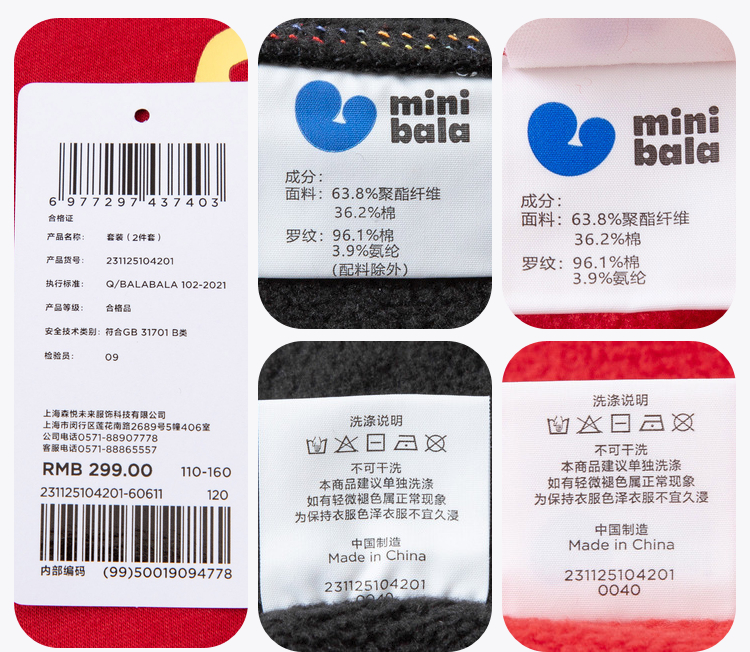 6 977297 437403
合格证
产品名称: 套装(2件套)
产品货号: 231125104201
执行标准: Q/BALABALA 102-2021
产品等级: 合格品
安全技术类别: 符合GB 31701 B类
检验员: 09
上海森悦未来服饰科技有限公司
上海市闵行区莲花南路2689号5幢406室
公司电话0571-88907778
客服电话0571-88865557
RMB 299.00 110-160
231125104201-60611 120
内部编码 (99)50019094778
mini
bala
成分:
面料: 63.8%聚酯纤维
36.2%棉
罗纹: 96.1%棉
3.9%氨纶
(配料除外)
mini
bala
成分:
面料: 63.8%聚酯纤维
36.2%棉
罗纹: 96.1%棉
3.9%氨纶
洗涤说明
不可干洗
本商品建议单独洗涤
如有轻微褪色属正常现象
为保持衣服色泽衣服不宜久浸
中国制造
Made in China
231125104201
0040
洗涤说明
不可干洗
本商品建议单独洗涤
如有轻微褪色属正常现象
为保持衣服色泽衣服不宜久浸
中国制造
Made in China
231125104201
0040